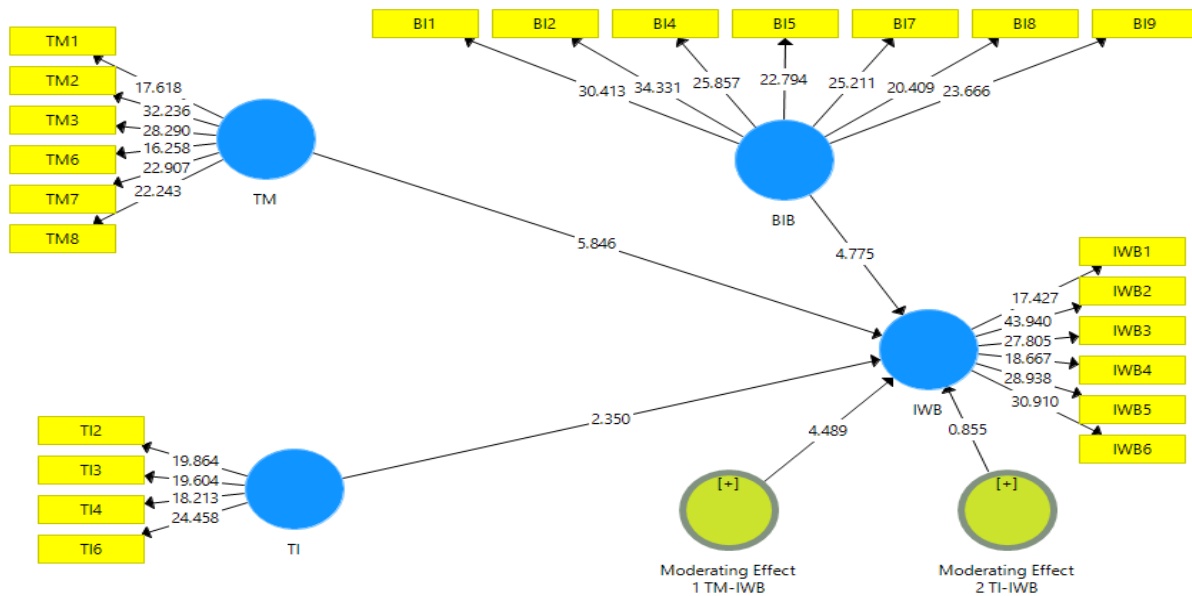 BI1
BI2
BI4
BI5
BI7
BI8
BI9
TM1
TM2
TM3
TM6
TM7
TM8
17.618
32.236
28.290
16.258
22.907
22.243
TM
30.413
34.331
25.857
22.794
25.211
20.409
23.666
BIB
5.846
4.775
IWB1
IWB2
IWB3
IWB4
IWB5
IWB6
17.427
43.940
27.805
18.667
28.938
30.910
IWB
TI2
TI3
TI4
TI6
19.864
19.604
18.213
24.458
TI
2.350
4.489
0.855
[+]
Moderating Effect
1 TM-IWB
[+]
Moderating Effect
2 TI-IWB